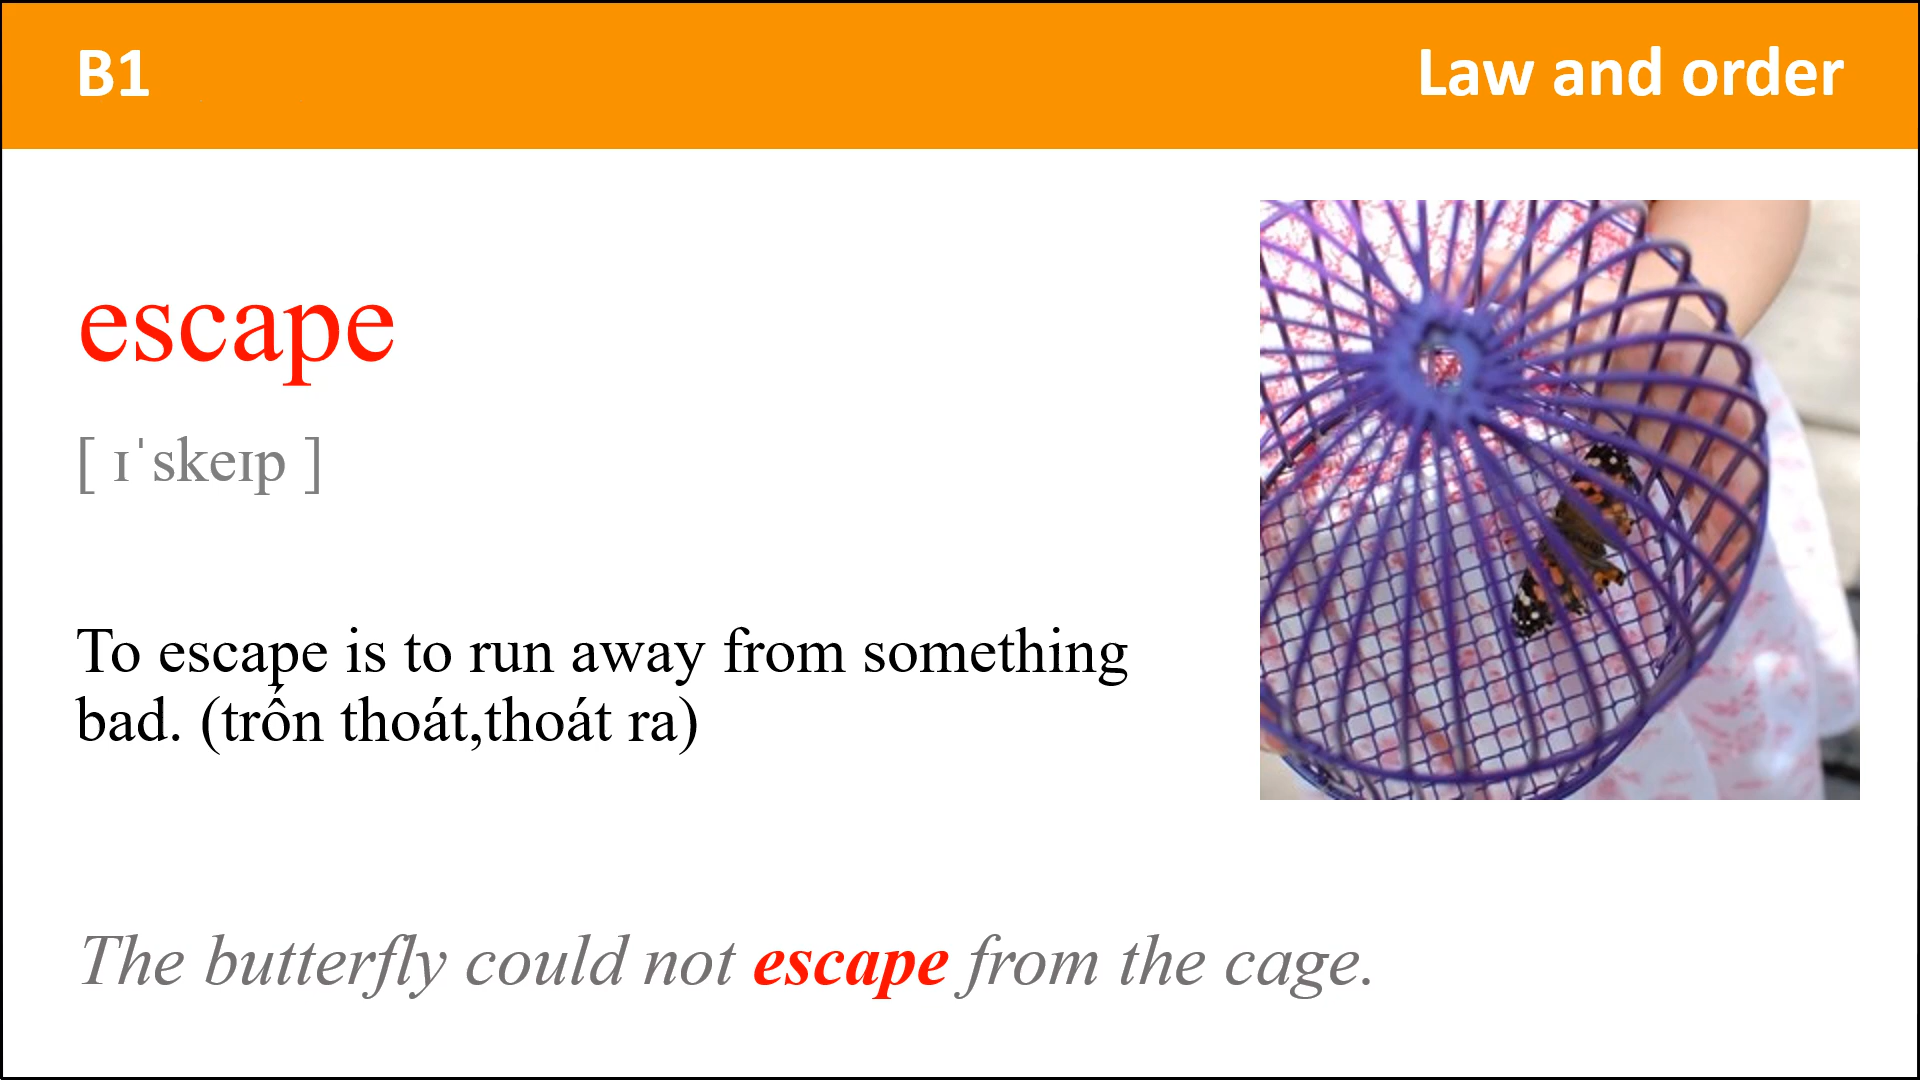 B1
Law and order
escape
[ ɪˈskeɪp ]
To escape is to run away from something
bad. (trốn thoát,thoát ra)
The butterfly could not escape from the cage.